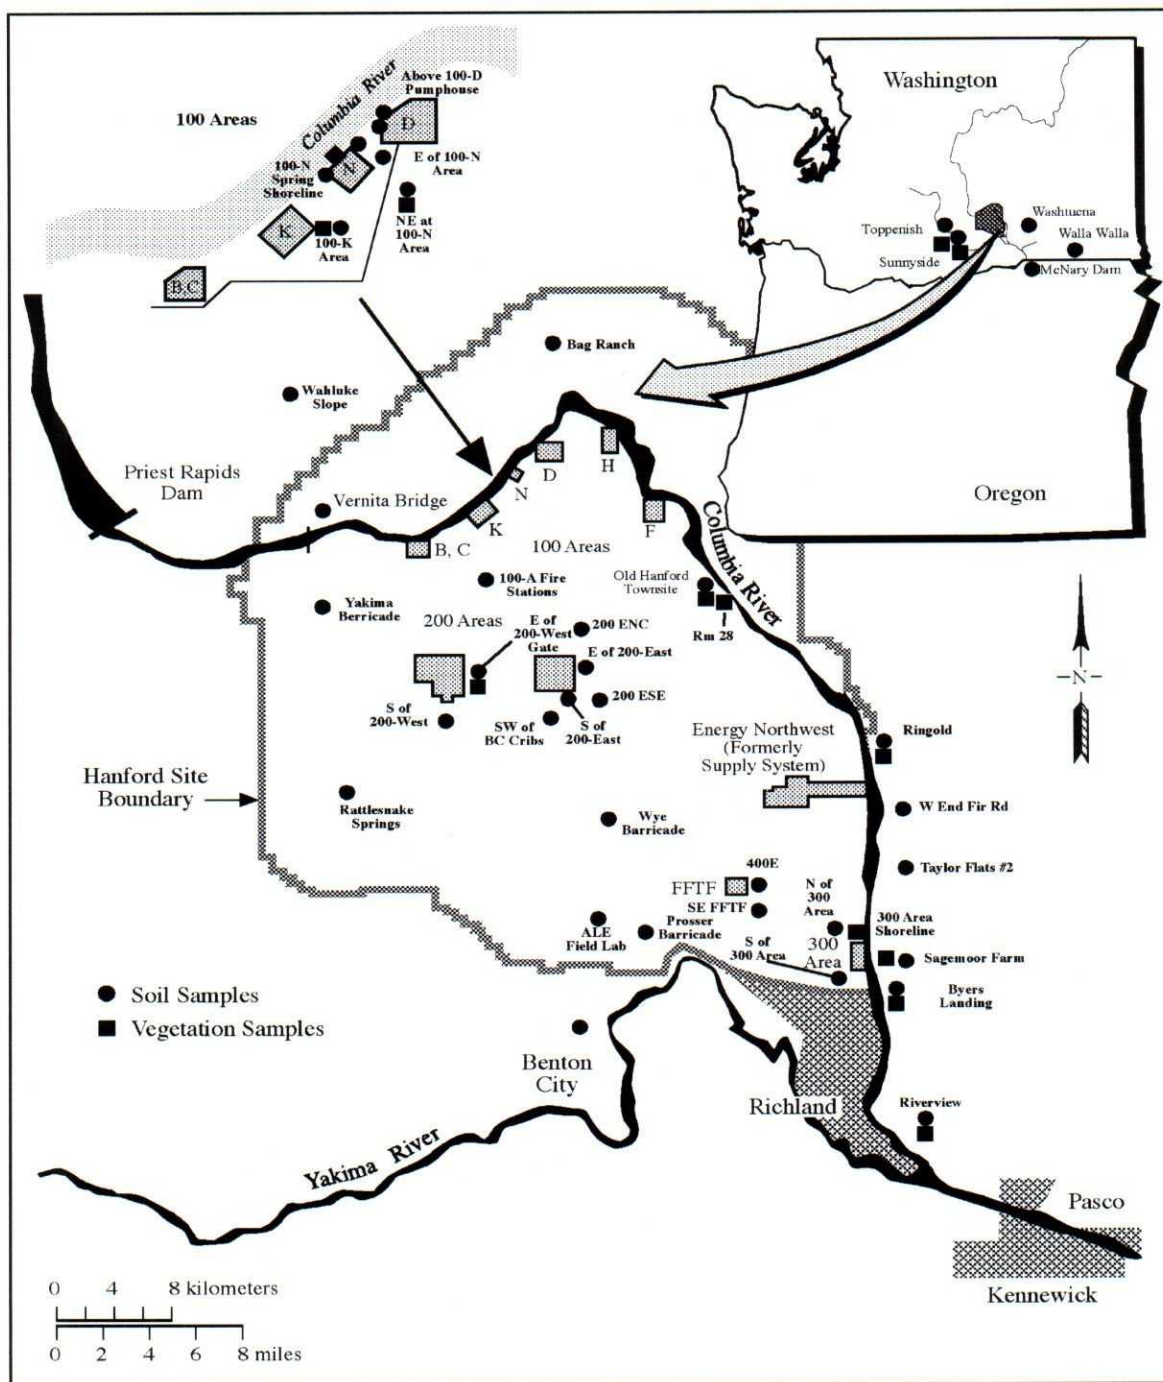 100 Areas
Columbia River
Above 100-D
Pumphouse
D
E of 100-N
Area
N
100-N
Spring
Shoreline
NE at
100-N
Area
K
100-K
Area
B,C
Washington
Toppenish
Sunnyside
Washtucna
Walla Walla
McNary Dam
Oregon
Bag Ranch
Wahluke
Slope
Priest Rapids
Dam
Vernita Bridge
D
H
N
K
F
B, C
100 Areas
Columbia River
100-A Fire
Stations
Old Hanford
Townsite
Rm 28
Yakima
Berricade
200 Areas
E of
200-West
Gate
200 ENC
E of 200-East
200 ESE
S of
200-West
SW of
BC Cribs
S of
200-East
N
Energy Northwest
(Formerly
Supply System)
Ringold
Hanford Site
Boundary
Rattlesnake
Springs
Wye
Barricade
W End Fir Rd
Taylor Flats #2
400E
FFTF
SE FFTF
N of
300
Area
300 Area
Shoreline
ALE
Field Lab
Prosser
Barricade
S of
300 Area
300
Area
Sagemoor Farm
Byers
Landing
Soil Samples
Vegetation Samples
Benton
City
Richland
Riverview
Yakima River
Pasco
Kennewick
0 4 8 kilometers
0 2 4 6 8 miles